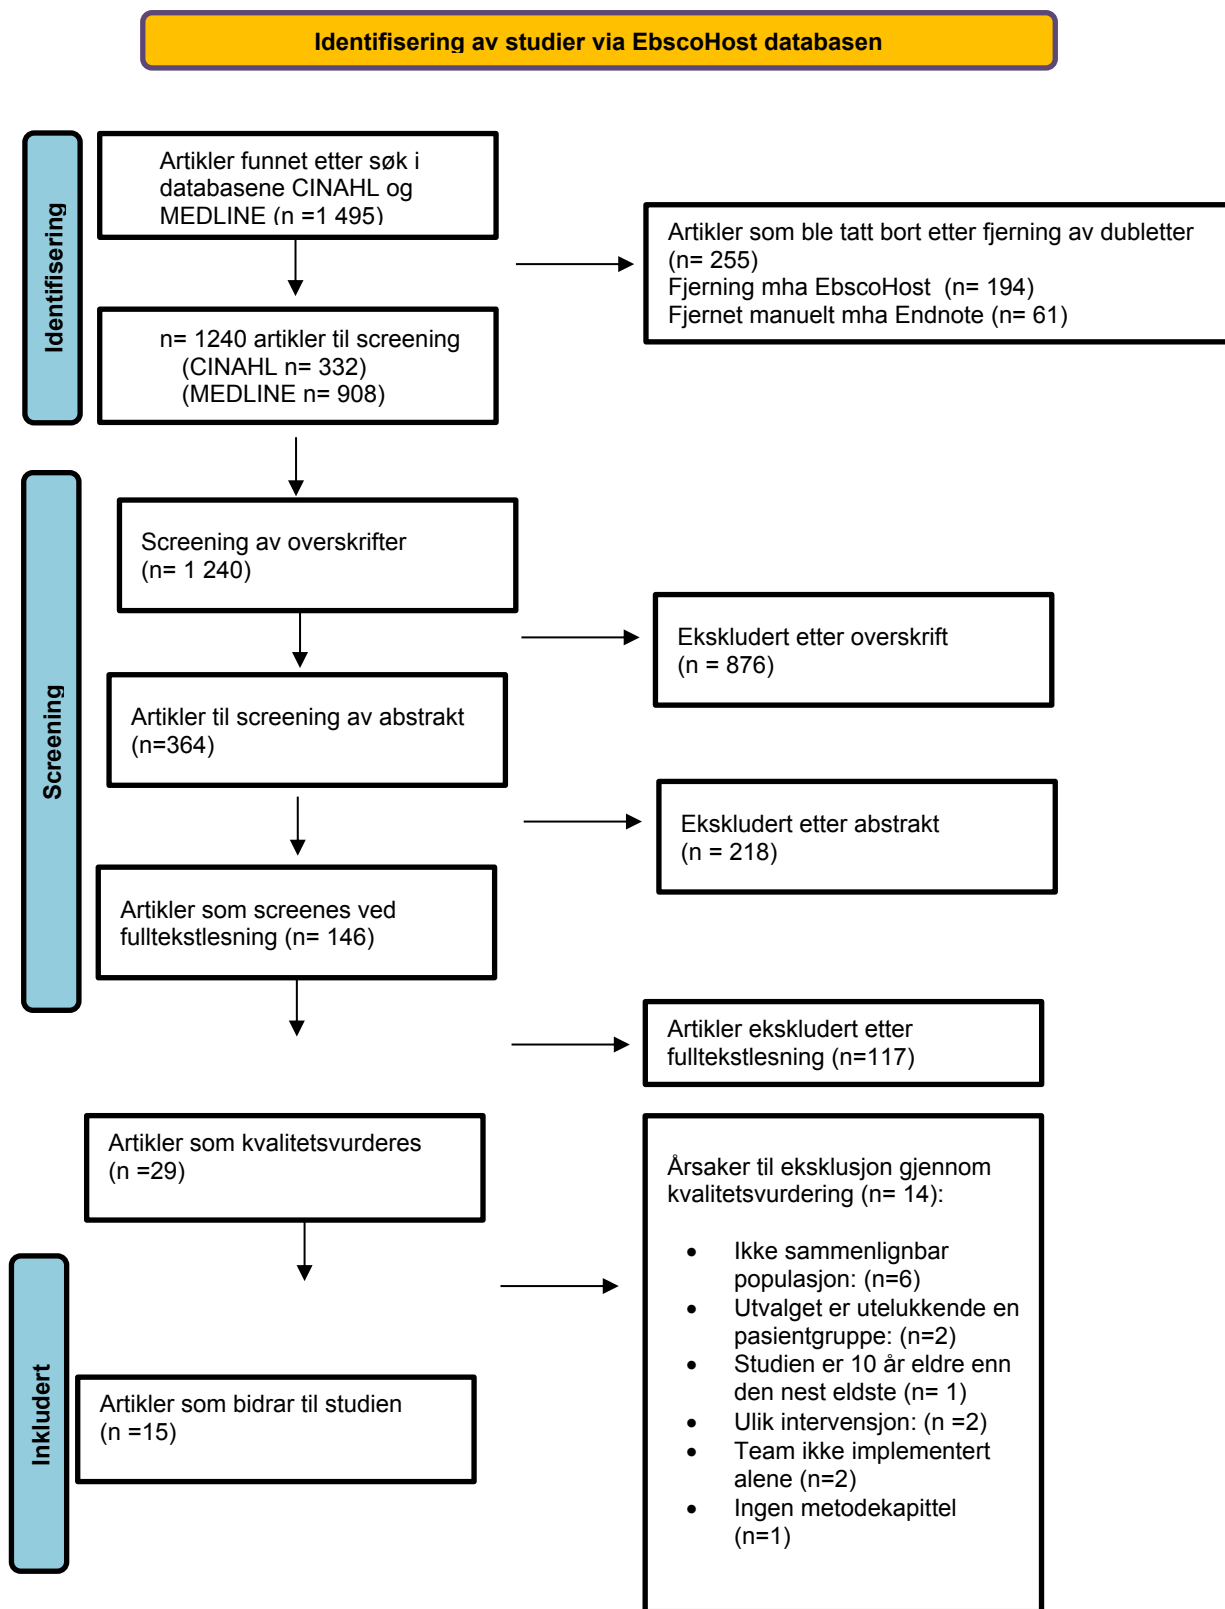 Identifisering av studier via EbscoHost databasen
Identifisering
Artikler funnet etter søk i
databasene CINAHL og
MEDLINE (n =1 495)
Artikler som ble tatt bort etter fjerning av dubletter
(n= 255)
Fjerning mha EbscoHost (n= 194)
Fjernet manuelt mha Endnote (n= 61)
n= 1240 artikler til screening
(CINAHL n= 332)
(MEDLINE n= 908)
Screening
Screening av overskrifter
(n= 1 240)
Ekskludert etter overskrift
(n = 876)
Artikler til screening av abstrakt
(n=364)
Ekskludert etter abstrakt
(n = 218)
Artikler som screenes ved
fulltekstlesning (n= 146)
Artikler ekskludert etter
fulltekstlesning (n=117)
Artikler som kvalitetsvurderes
(n =29)
Årsaker til eksklusjon gjennom
kvalitetsvurdering (n= 14):
• Ikke sammenlignbar
populasjon: (n=6)
• Utvalget er utelukkende en
pasientgruppe: (n=2)
• Studien er 10 år eldre enn
den nest eldste (n= 1)
• Ulik intervensjon: (n =2)
• Team ikke implementert
alene (n=2)
• Ingen metodekapittel
(n=1)
Inkludert
Artikler som bidrar til studien
(n =15)